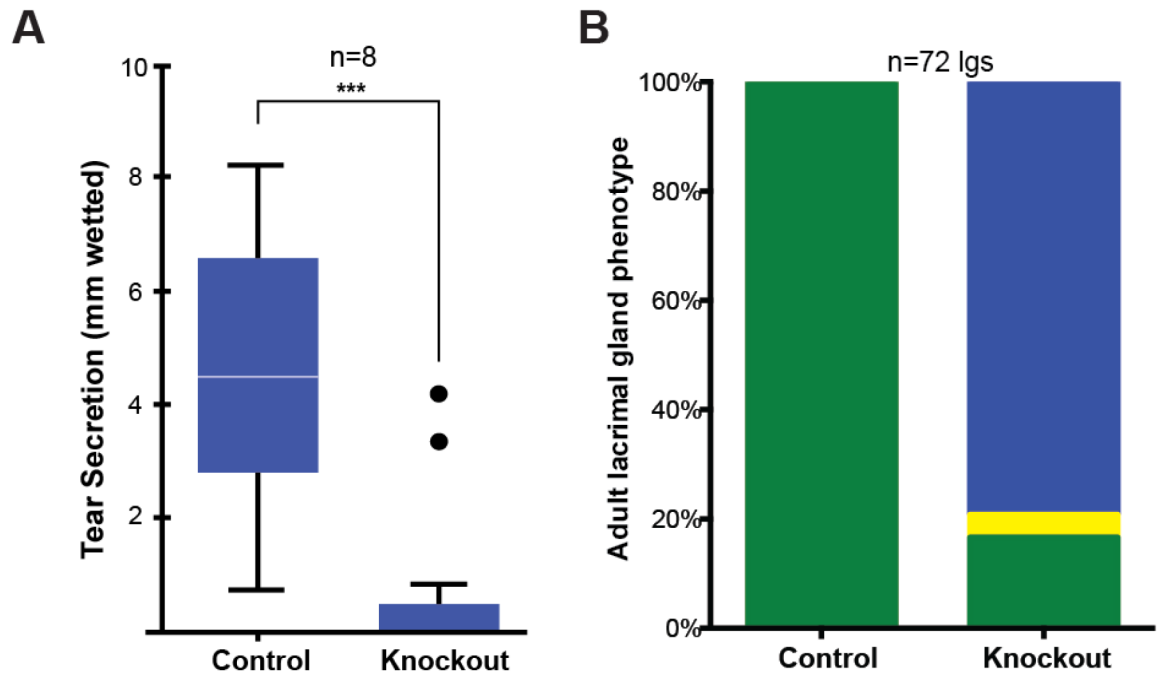 A
n=8
***
10
8
6
4
2
Tear Secretion (mm wetted)
Control
Knockout
B
n=72 lgs
100%
80%
60%
40%
20%
0%
Adult lacrimal gland phenotype
Control
Knockout